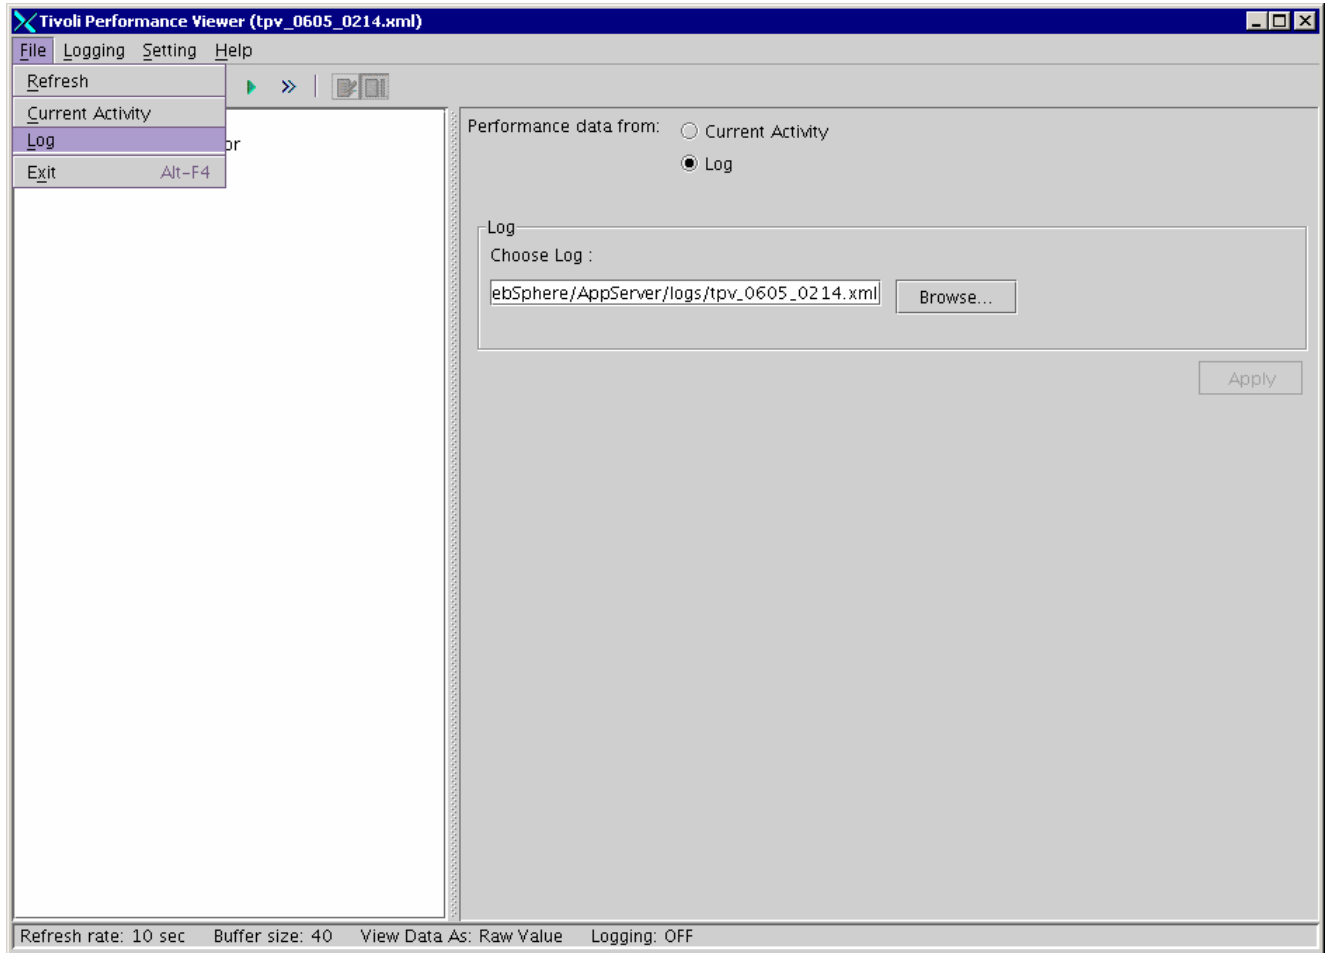 Tivoli Performance Viewer (tpv_0605_0214.xml)
File Logging Setting Help
Refresh
Current Activity
Log
Exit Alt-F4
or
Performance data from: Current Activity
Log
Log
Choose Log :
ebSphere/AppServer/logs/tpv_0605_0214.xml Browse...
Apply
Refresh rate: 10 sec Buffer size: 40 View Data As: Raw Value Logging: OFF